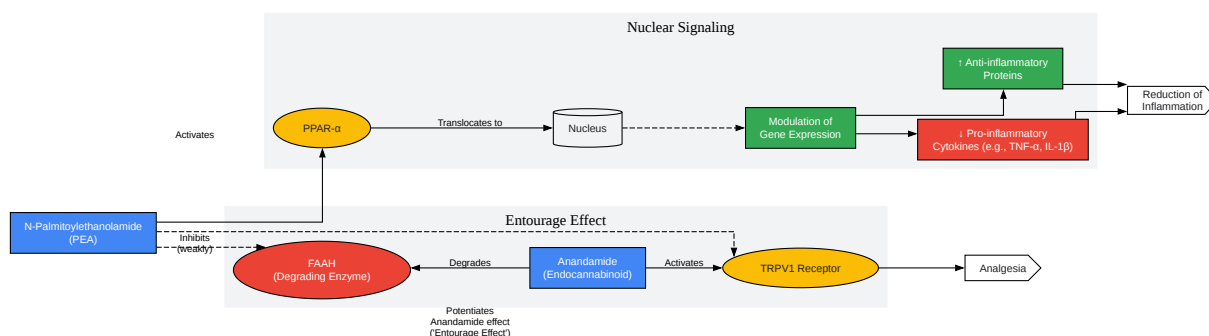 Nuclear Signaling
↑ Anti-inflammatory
Proteins
Reduction of
Inflammation
PPAR-α
Translocates to
Nucleus
Modulation of
Gene Expression
↓ Pro-inflammatory
Cytokines (e.g., TNF-α, IL-1β)
Activates
N-Palmitoylethanolamide
(PEA)
Entourage Effect
Inhibits
(weakly)
FAAH
(Degrading Enzyme)
Degrades
Anandamide
(Endocannabinoid)
Activates
TRPV1 Receptor
Analgesia
Potentiates
Anandamide effect
('Entourage Effect')